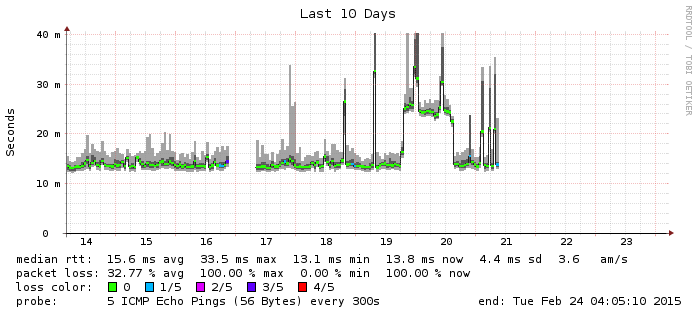 Last 10 Days
RRDTOOL / TOBI OETIKER
Seconds
40 m
30 m
20 m
10 m
0
14 15 16 17 18 19 20 21 22 23
median rtt: 15.6 ms avg 33.5 ms max 13.1 ms min 13.8 ms now 4.4 ms sd 3.6 am/s
packet loss: 32.77 % avg 100.00 % max 0.00 % min 100.00 % now
loss color: 0 1/5 2/5 3/5 4/5
probe: 5 ICMP Echo Pings (56 Bytes) every 300s end: Tue Feb 24 04:05:10 2015